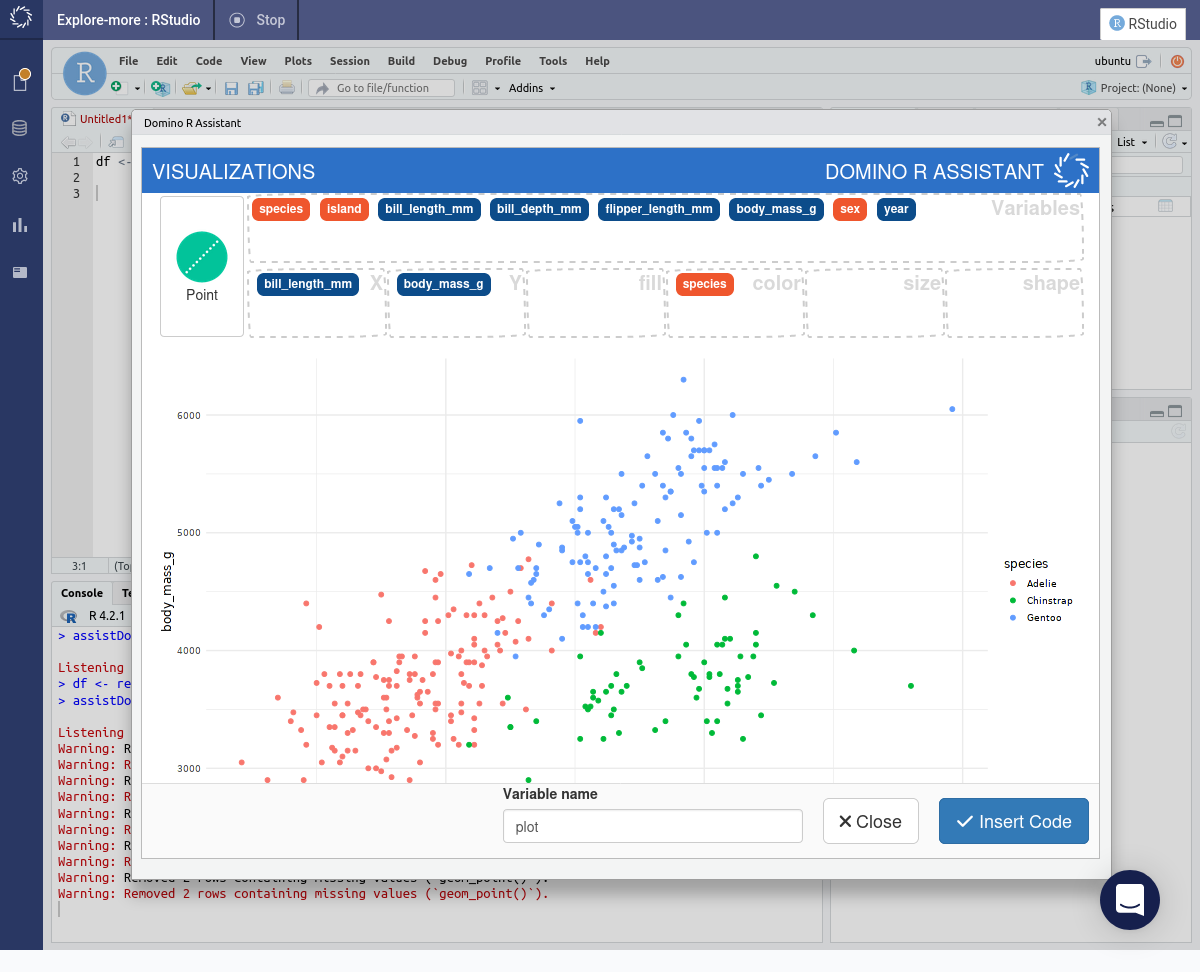 Explore-more : RStudio
Stop
R RStudio
R
File Edit Code View Plots Session Build Debug Profile Tools Help
ubuntu
Go to file/function
Addins
Project: (None)
Untitled1*
Domino R Assistant
List
1 df <-
2
3
VISUALIZATIONS
DOMINO R ASSISTANT
species island bill_length_mm bill_depth_mm flipper_length_mm body_mass_g sex year Variables
Point
bill_length_mm X
body_mass_g Y
fill
species color
size
shape
6000
5000
4000
3000
body_mass_g
species
Adelie
Chinstrap
Gentoo
3:1 (Top
Console Te
R 4.2.1
> assistDo
Listening
> df <- re
> assistDo
Listening
Warning: R
Warning: R
Warning: R
Warning: R
Warning: R
Warning: R
Warning: R
Warning: R
Warning: Removed 2 rows containing missing values (`geom_point()`).
Warning: Removed 2 rows containing missing values (`geom_point()`).
Variable name
plot
Close
Insert Code